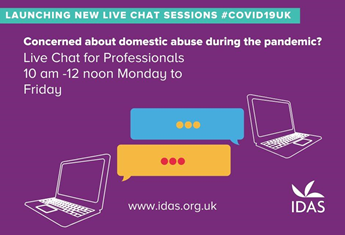 LAUNCHING NEW LIVE CHAT SESSIONS #COVID19UK
Concerned about domestic abuse during the pandemic?
Live Chat for Professionals
10 am -12 noon Monday to
Friday
www.idas.org.uk
IDAS